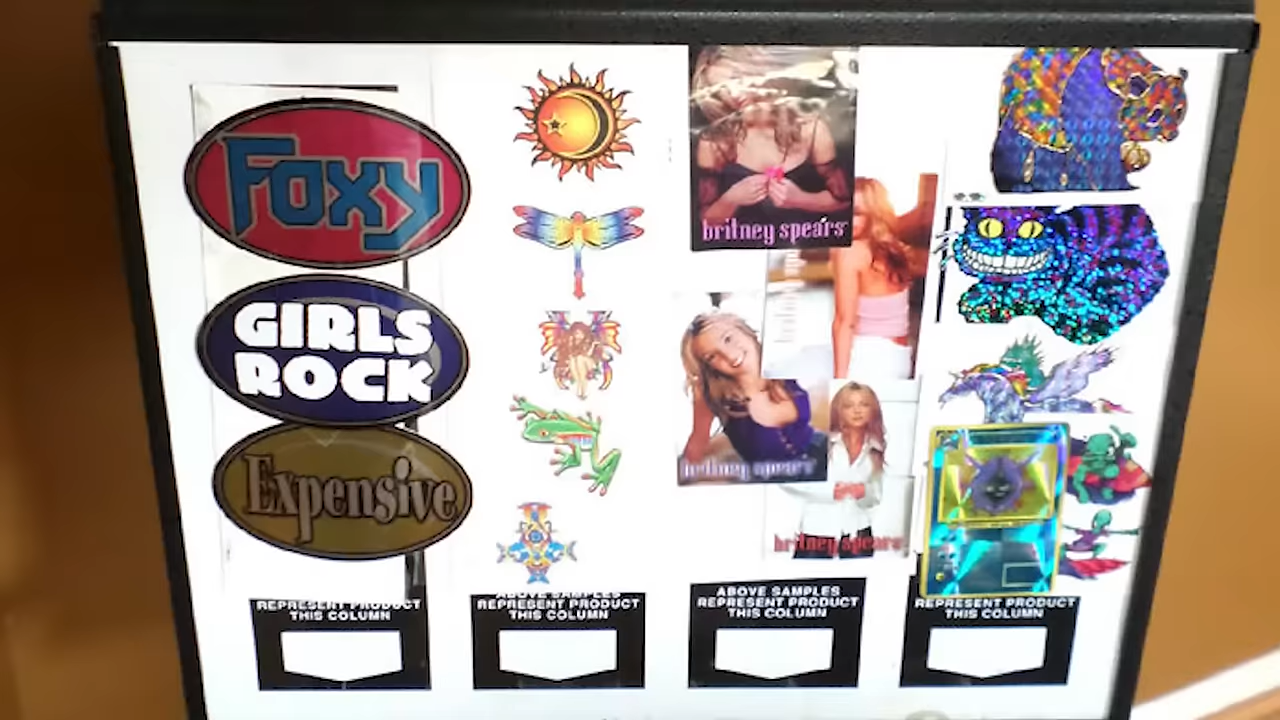 Foxy
GIRLS
ROCK
Expensive
britney spears
britney spears
britney spears
REPRESENT PRODUCT
THIS COLUMN
ABOVE SAMPLES
REPRESENT PRODUCT
THIS COLUMN
ABOVE SAMPLES
REPRESENT PRODUCT
THIS COLUMN
REPRESENT PRODUCT
THIS COLUMN